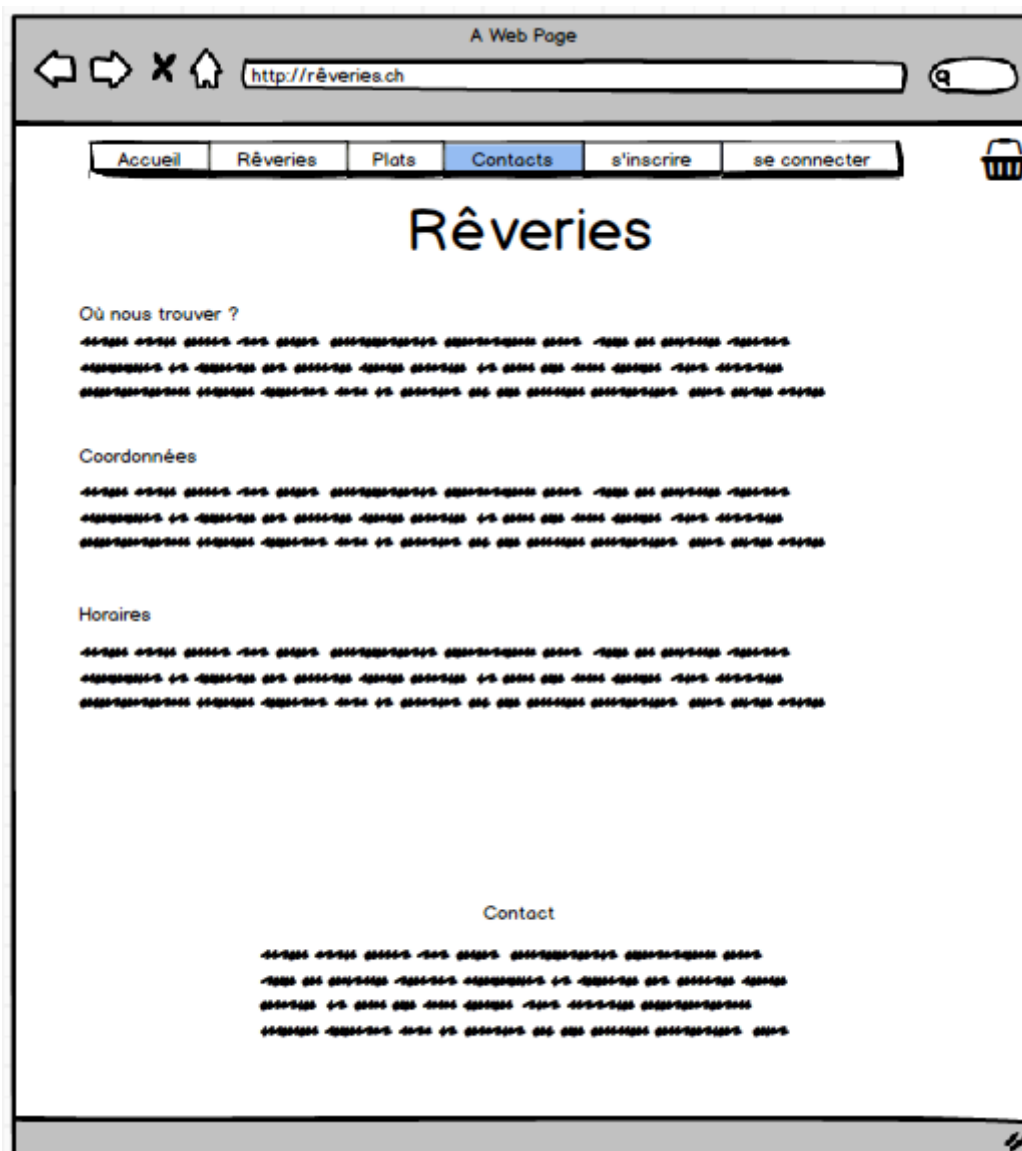 A Web Page
http://rêveries.ch
Accueil Rêveries Plats Contacts s'inscrire se connecter
Rêveries
Où nous trouver ?
Coordonnées
Horaires
Contact